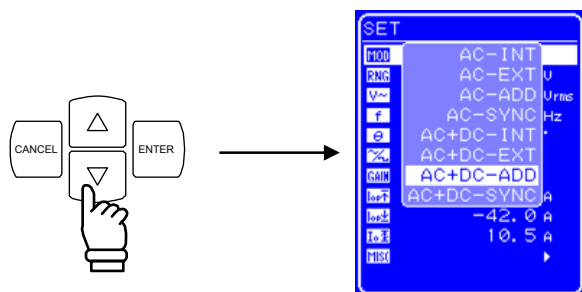 CANCEL
ENTER
SET
MOD AC-INT
RNG AC-EXT V
V~ AC-ADD Vrms
f AC-SYNC Hz
θ AC+DC-INT °
AC+DC-EXT
GAIN AC+DC-ADD
AC+DC-SYNC A
-42.0 A
10.5 A
MISC ▶